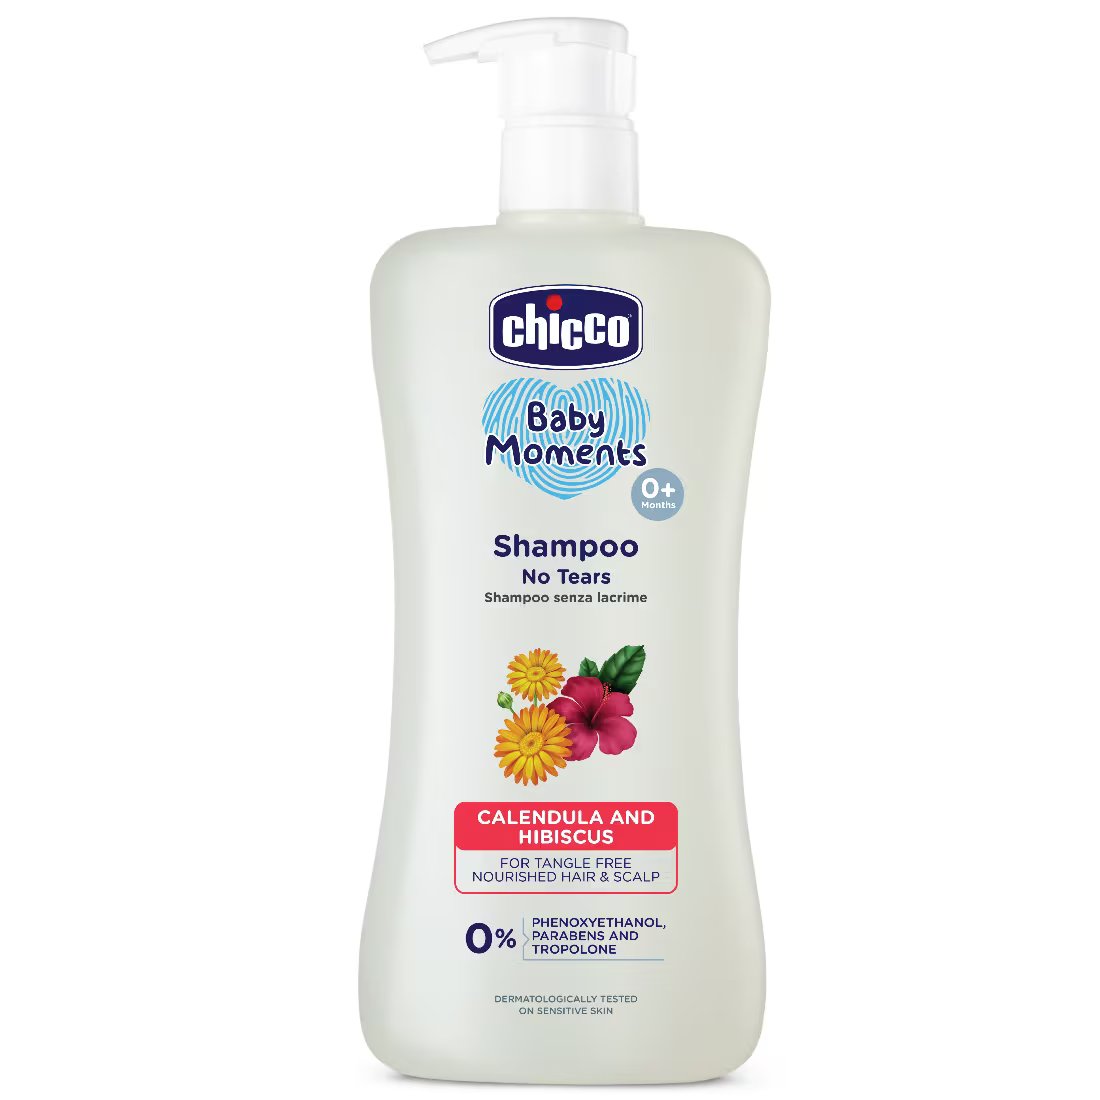 chicco
Baby
Moments
0+
Months
Shampoo
No Tears
Shampoo senza lacrime
CALENDULA AND
HIBISCUS
FOR TANGLE FREE
NOURISHED HAIR & SCALP
0%
PHENOXYETHANOL,
PARABENS AND
TROPOLONE
DERMATOLOGICALLY TESTED
ON SENSITIVE SKIN